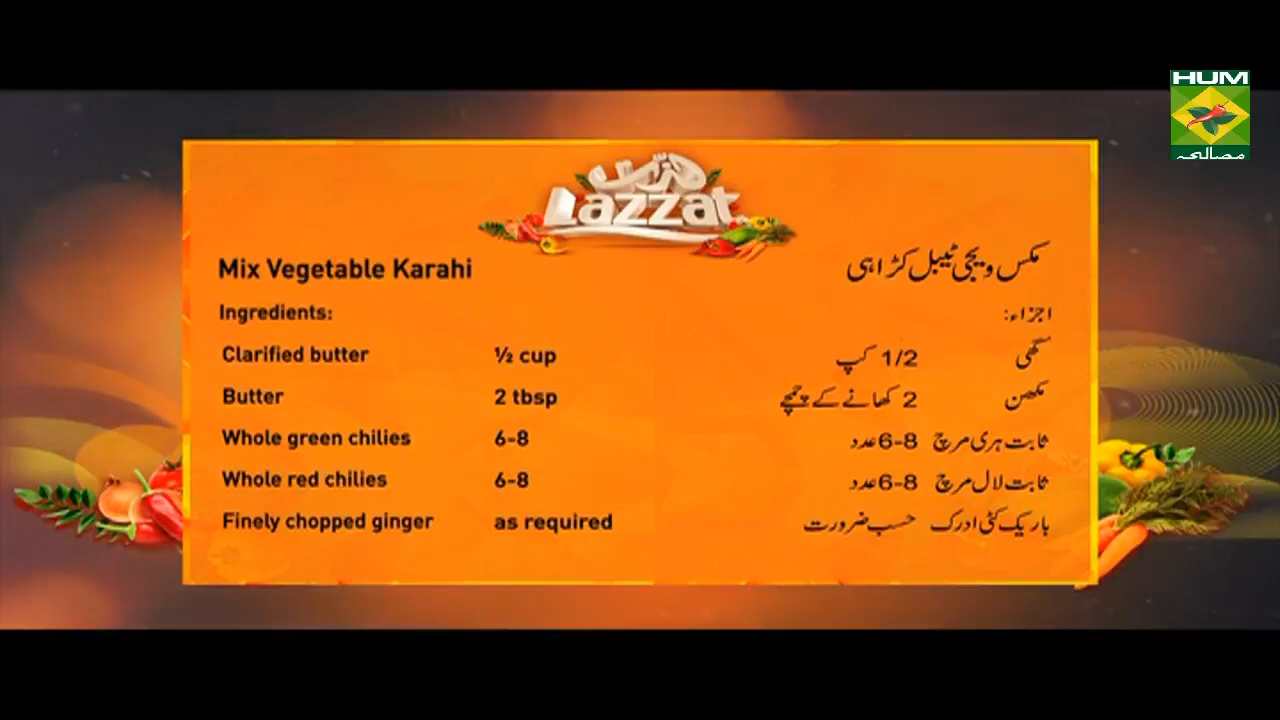 HUM
مصالحہ
Lazzat
Mix Vegetable Karahi مکس ویجی ٹیبل کڑاہی
Ingredients: اجزاء:
Clarified butter ½ cup گھی 1/2 کپ
Butter 2 tbsp مکھن 2 کھانے کے چمچے
Whole green chilies 6-8 ثابت ہری مرچ 6-8 عدد
Whole red chilies 6-8 ثابت لال مرچ 6-8 عدد
Finely chopped ginger as required باریک کٹی ادرک حسب ضرورت